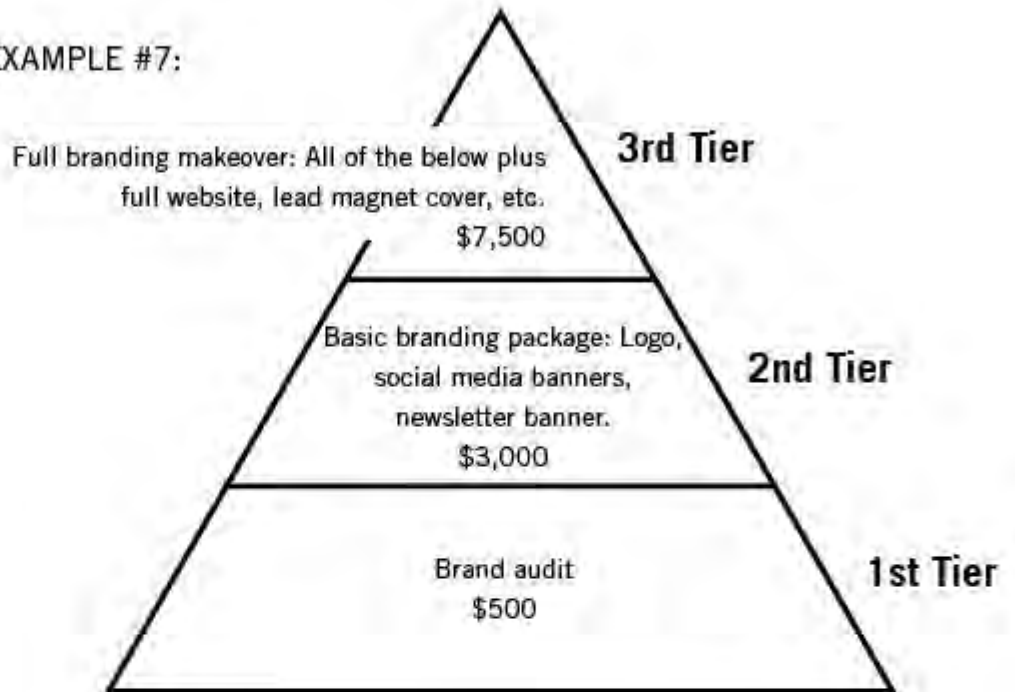 XAMPLE #7:
Full branding makeover: All of the below plus
full website, lead magnet cover, etc.
$7,500
3rd Tier
Basic branding package: Logo,
social media banners,
newsletter banner.
$3,000
2nd Tier
Brand audit
$500
1st Tier